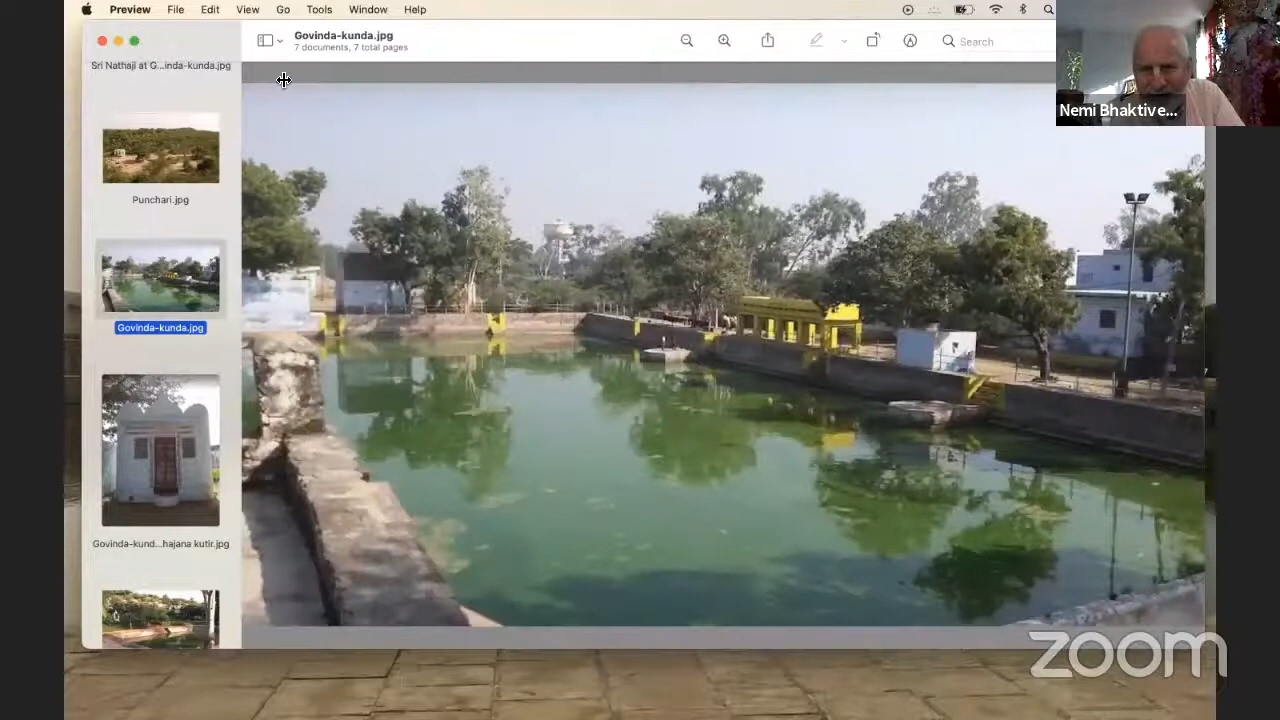 Preview File Edit View Go Tools Window Help
Govinda-kunda.jpg
7 documents, 7 total pages
Search
Nemi Bhaktive...
Sri Nathaji at G...inda-kunda.jpg
Punchari.jpg
Govinda-kunda.jpg
Govinda-kund...hajana kutir.jpg
zoom